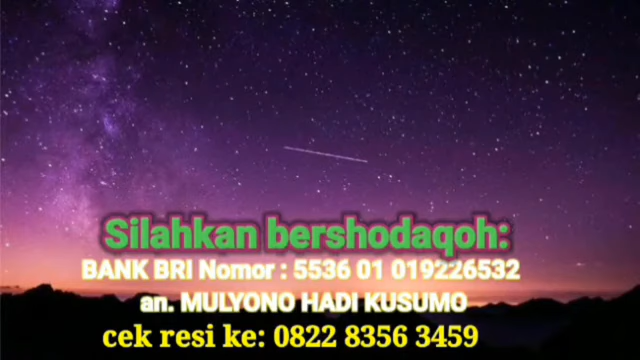 Silahkan bershodaqoh:
BANK BRI Nomor : 5536 01 019226532
an. MULYONO HADI KUSUMO
cek resi ke: 0822 8356 3459